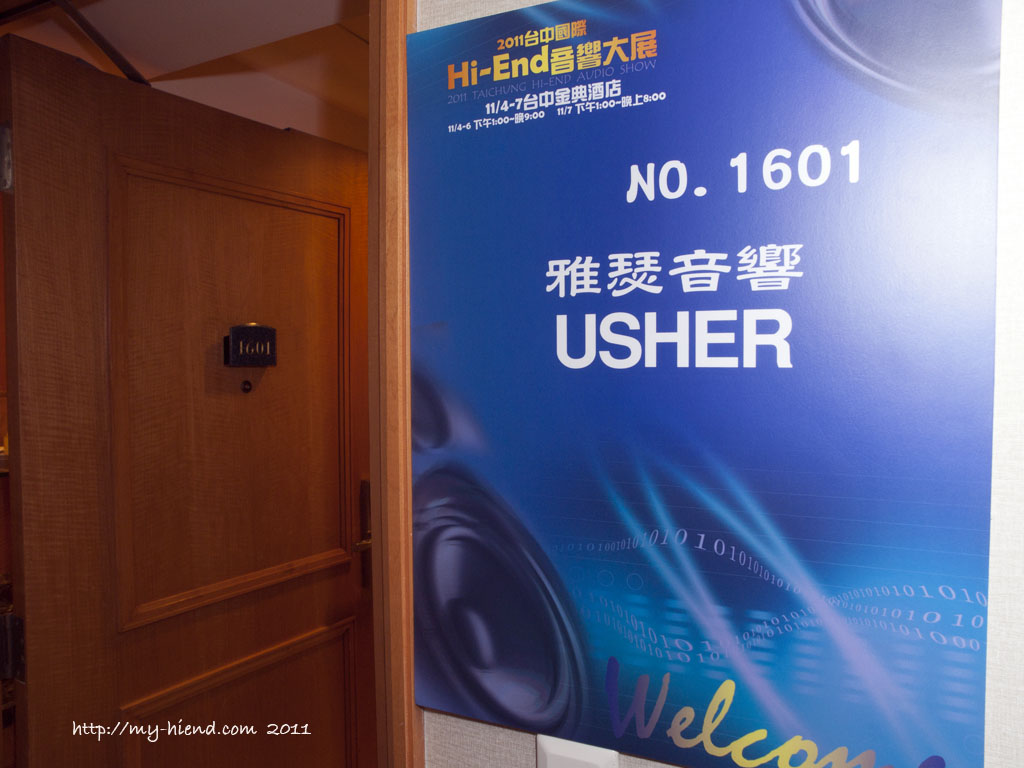 2011台中國際
Hi-End音響大展
2011 TAICHUNG HI-END AUDIO SHOW
11/4-7台中金典酒店
11/4-6 下午1:00~晚9:00 11/7 下午1:00~晚上8:00
NO. 1601
雅瑟音響
USHER
1601
http://my-hiend.com 2011